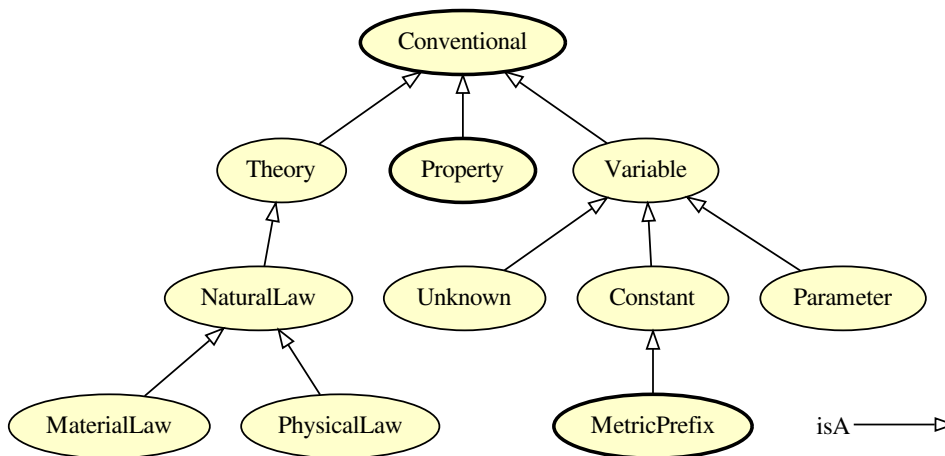 Conventional
Theory
Property
Variable
NaturalLaw
Unknown
Constant
Parameter
MaterialLaw
PhysicalLaw
MetricPrefix
isA